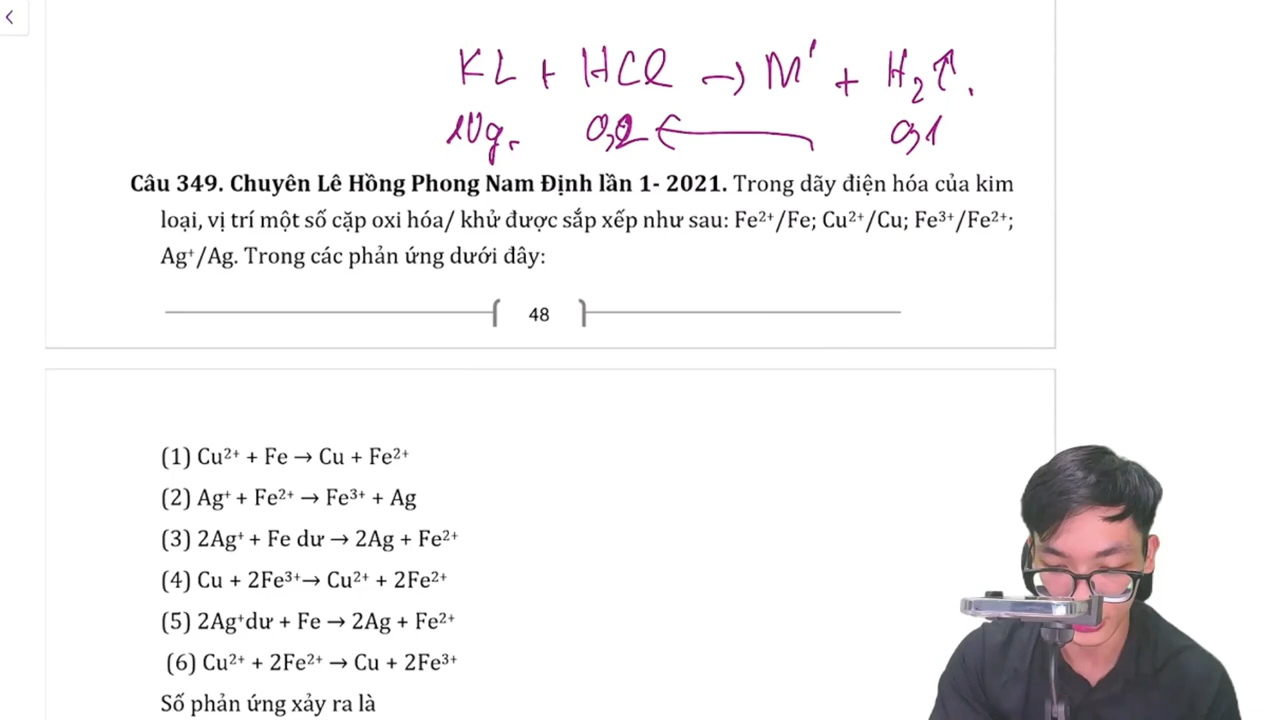 KL + HCl → M' + H₂↑.
10g. 0,2 ← 0,1
Câu 349. Chuyên Lê Hồng Phong Nam Định lần 1- 2021. Trong dãy điện hóa của kim
loại, vị trí một số cặp oxi hóa/ khử được sắp xếp như sau: Fe²⁺/Fe; Cu²⁺/Cu; Fe³⁺/Fe²⁺;
Ag⁺/Ag. Trong các phản ứng dưới đây:
48
(1) Cu²⁺ + Fe → Cu + Fe²⁺
(2) Ag⁺ + Fe²⁺ → Fe³⁺ + Ag
(3) 2Ag⁺ + Fe dư → 2Ag + Fe²⁺
(4) Cu + 2Fe³⁺→ Cu²⁺ + 2Fe²⁺
(5) 2Ag⁺dư + Fe → 2Ag + Fe²⁺
(6) Cu²⁺ + 2Fe²⁺ → Cu + 2Fe³⁺
Số phản ứng xảy ra là